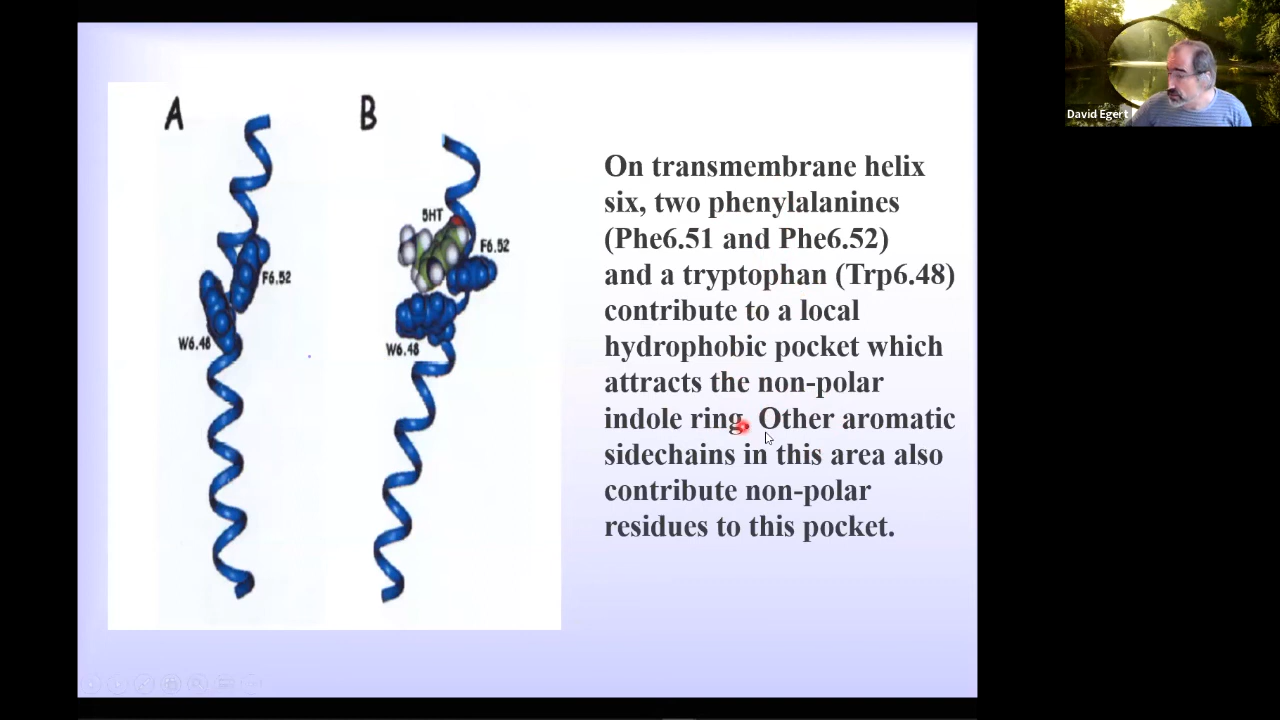 A
B
5HT
F6.52
F6.52
W6.48
W6.48
On transmembrane helix
six, two phenylalanines
(Phe6.51 and Phe6.52)
and a tryptophan (Trp6.48)
contribute to a local
hydrophobic pocket which
attracts the non-polar
indole ring. Other aromatic
sidechains in this area also
contribute non-polar
residues to this pocket.
David Egert